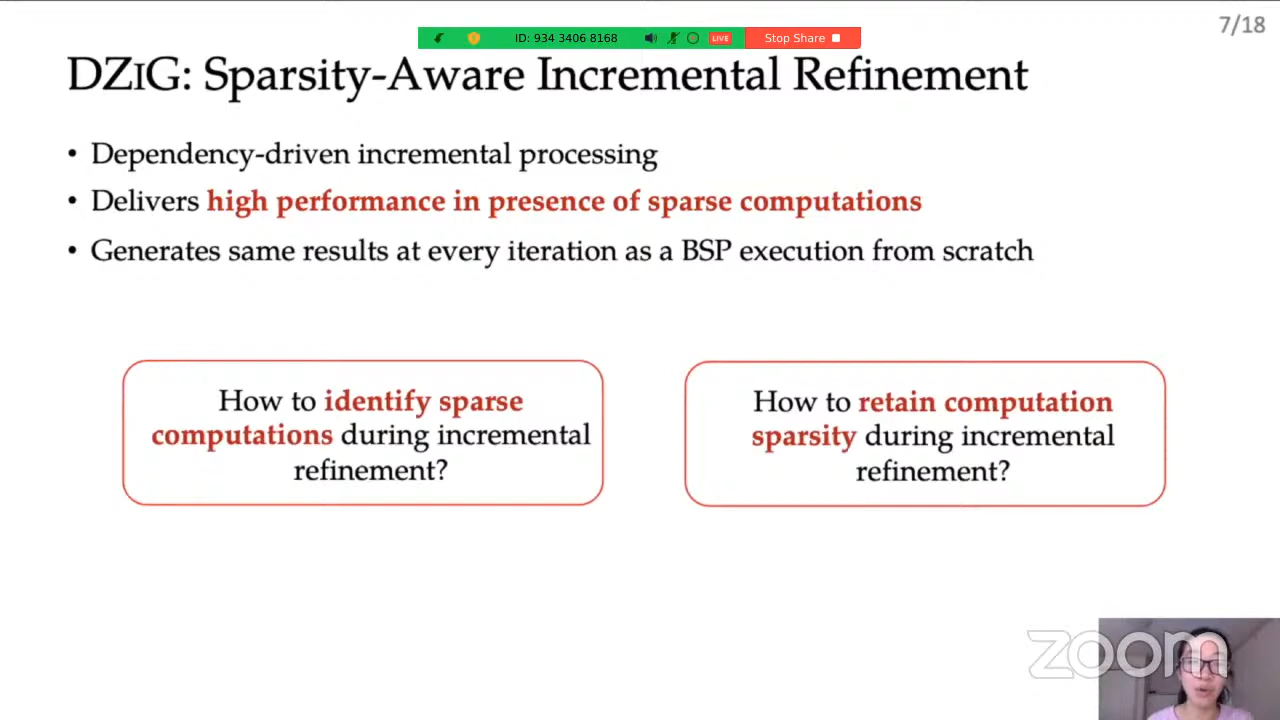 7/18
ID: 934 3406 8168
LIVE
Stop Share
DZiG: Sparsity-Aware Incremental Refinement
• Dependency-driven incremental processing
• Delivers high performance in presence of sparse computations
• Generates same results at every iteration as a BSP execution from scratch
How to identify sparse
computations during incremental
refinement?
How to retain computation
sparsity during incremental
refinement?
zoom